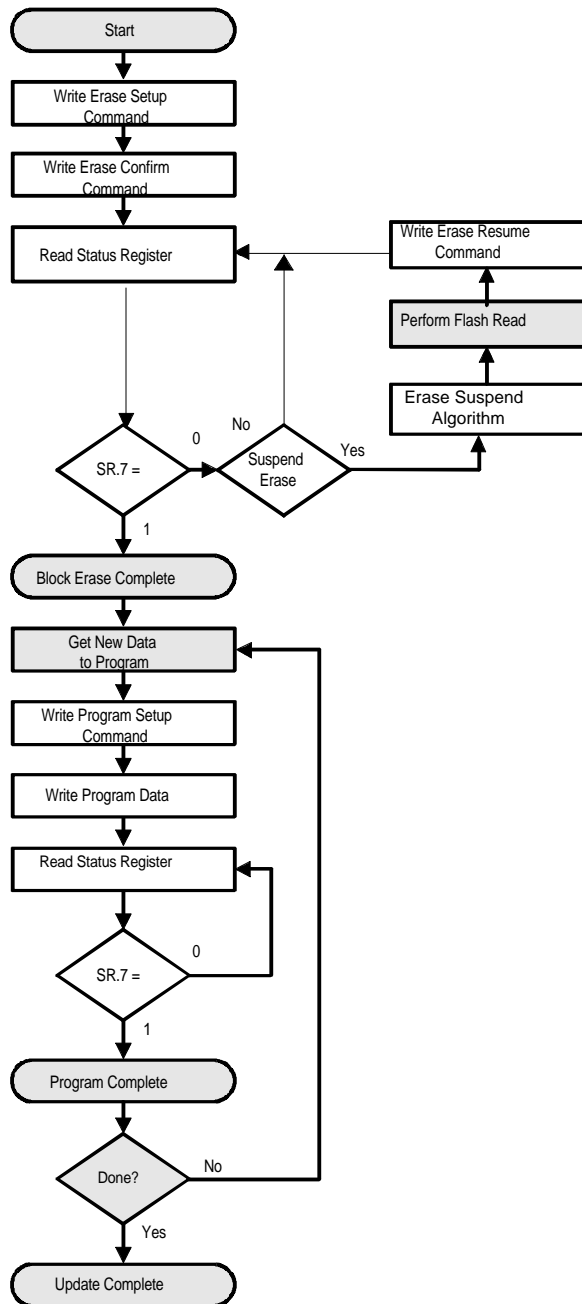 Start
Write Erase Setup
Command
Write Erase Confirm
Command
Read Status Register
Write Erase Resume
Command
Perform Flash Read
Erase Suspend
Algorithm
SR.7 =
0
No
Suspend
Erase
Yes
1
Block Erase Complete
Get New Data
to Program
Write Program Setup
Command
Write Program Data
Read Status Register
SR.7 =
0
1
Program Complete
Done?
No
Yes
Update Complete